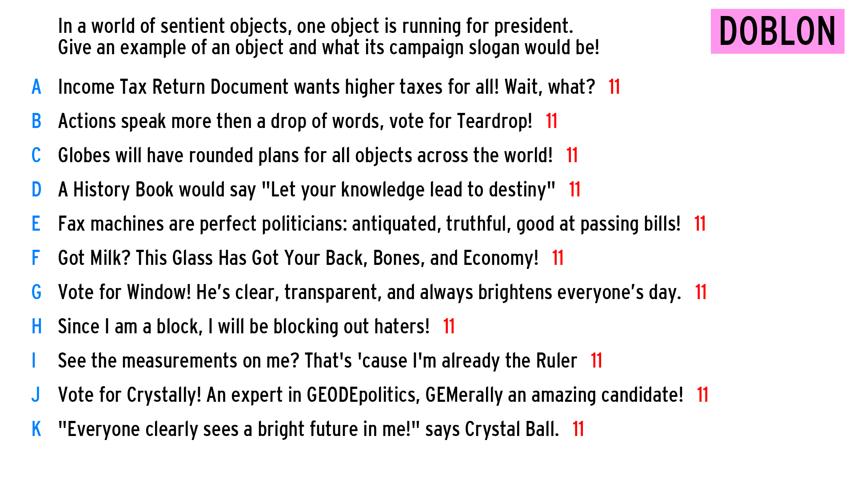 In a world of sentient objects, one object is running for president.
Give an example of an object and what its campaign slogan would be!
DOBLON
A Income Tax Return Document wants higher taxes for all! Wait, what? 11
B Actions speak more then a drop of words, vote for Teardrop! 11
C Globes will have rounded plans for all objects across the world! 11
D A History Book would say "Let your knowledge lead to destiny" 11
E Fax machines are perfect politicians: antiquated, truthful, good at passing bills! 11
F Got Milk? This Glass Has Got Your Back, Bones, and Economy! 11
G Vote for Window! He’s clear, transparent, and always brightens everyone’s day. 11
H Since I am a block, I will be blocking out haters! 11
I See the measurements on me? That's 'cause I'm already the Ruler 11
J Vote for Crystally! An expert in GEODEpolitics, GEMerally an amazing candidate! 11
K "Everyone clearly sees a bright future in me!" says Crystal Ball. 11